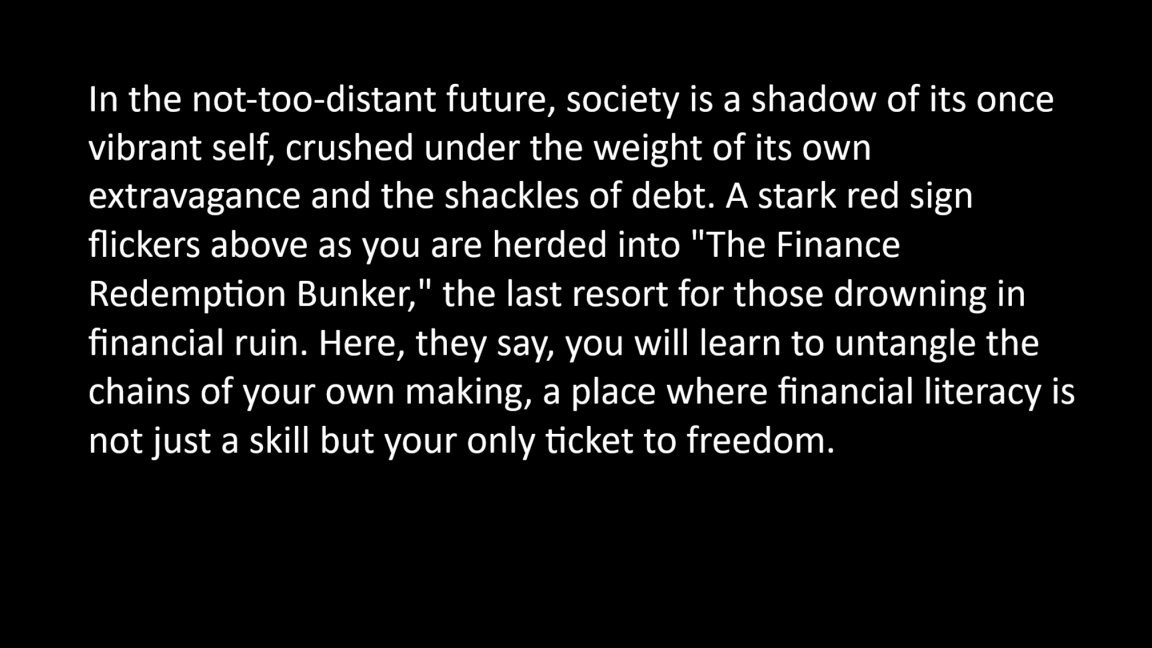 In the not-too-distant future, society is a shadow of its once
vibrant self, crushed under the weight of its own
extravagance and the shackles of debt. A stark red sign
flickers above as you are herded into "The Finance
Redemption Bunker," the last resort for those drowning in
financial ruin. Here, they say, you will learn to untangle the
chains of your own making, a place where financial literacy is
not just a skill but your only ticket to freedom.